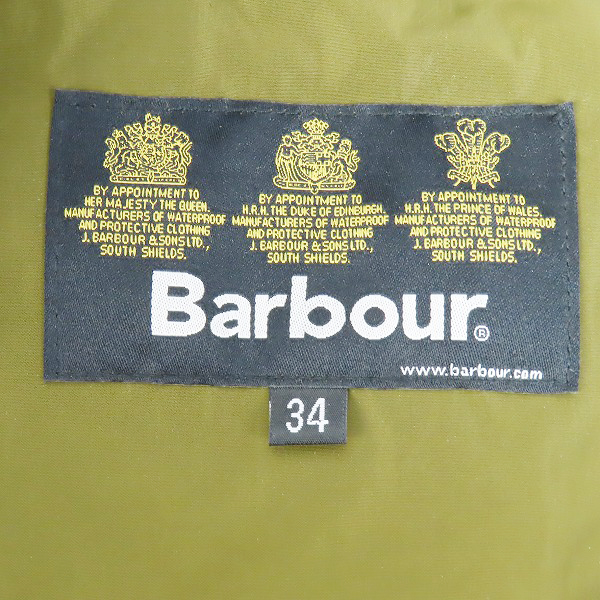 BY APPOINTMENT TO
HER MAJESTY THE QUEEN.
MANUFACTURERS OF WATERPROOF
AND PROTECTIVE CLOTHING
J. BARBOUR & SONS LTD.,
SOUTH SHIELDS.
BY APPOINTMENT TO
H.R.H. THE DUKE OF EDINBURGH.
MANUFACTURERS OF WATERPROOF
AND PROTECTIVE CLOTHING
J. BARBOUR & SONS LTD.,
SOUTH SHIELDS.
BY APPOINTMENT TO
H.R.H. THE PRINCE OF WALES.
MANUFACTURERS OF WATERPROOF
AND PROTECTIVE CLOTHING
J. BARBOUR & SONS LTD.,
SOUTH SHIELDS.
Barbour®
www.barbour.com
34